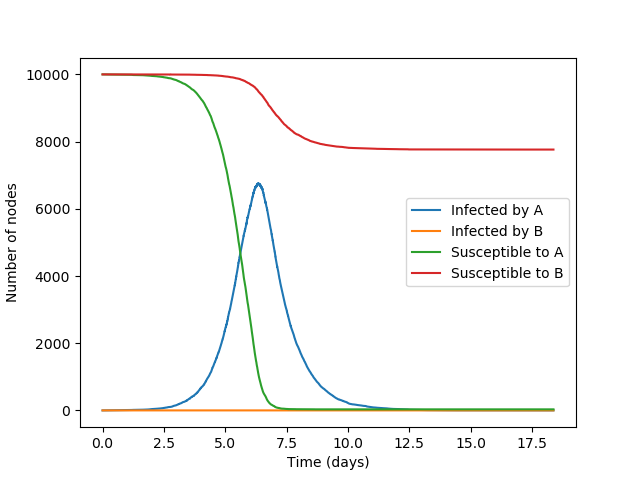 Number of nodes
10000
8000
6000
4000
2000
0
Infected by A
Infected by B
Susceptible to A
Susceptible to B
0.0 2.5 5.0 7.5 10.0 12.5 15.0 17.5
Time (days)